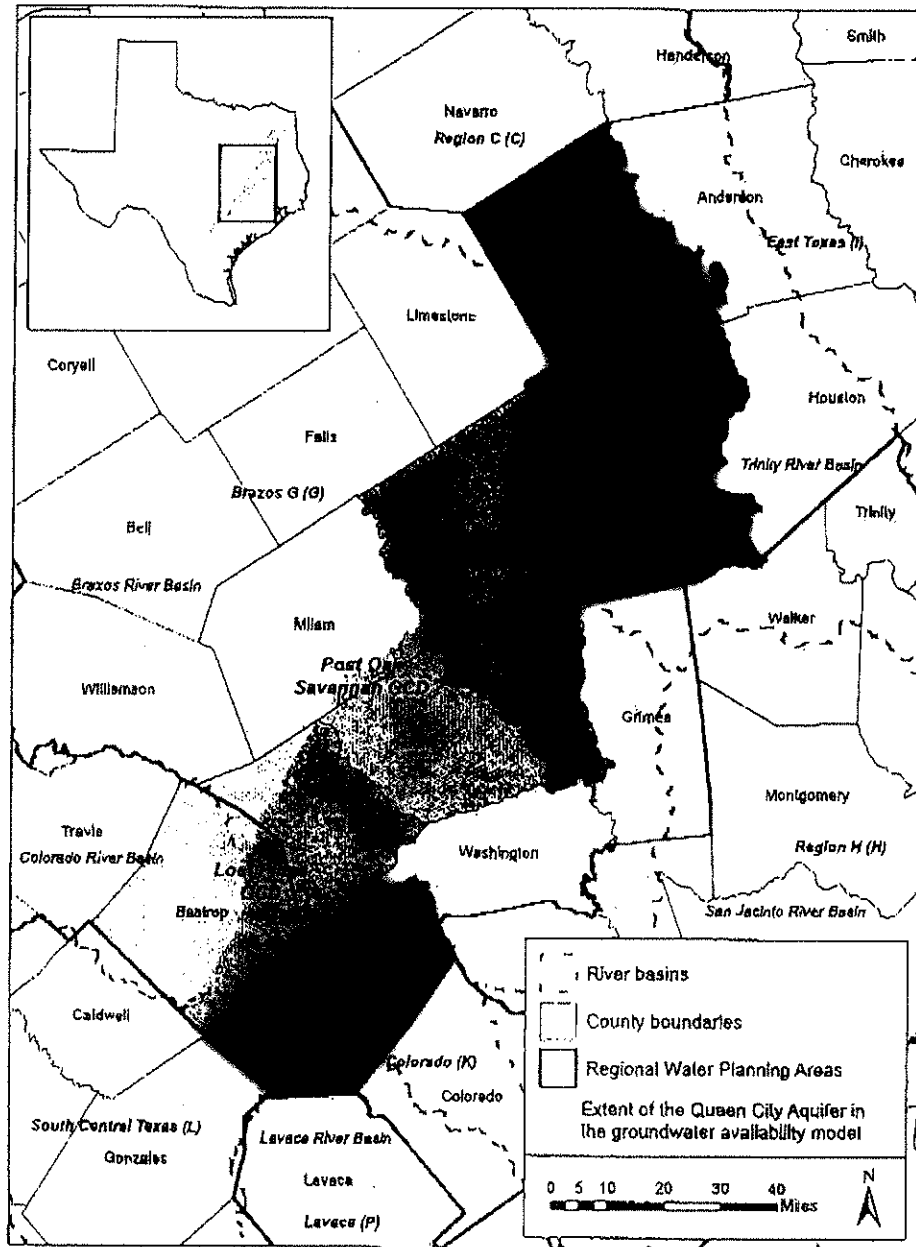 Smith
Henderson
Navarro
Region C (C)
Cherokee
Anderson
East Texas (I)
Limestone
Coryell
Houston
Falls
Trinity River Basin
Brazos G (G)
Trinity
Bell
Brazos River Basin
Milam
Walker
Post Oak
Savannah GCD
Williamson
Grimes
Montgomery
Travis
Colorado River Basin
Washington
Region H (H)
Bastrop
San Jacinto River Basin
River basins
Caldwell
County boundaries
Colorado (K)
Regional Water Planning Areas
Colorado
South Central Texas (L)
Gonzales
Lavaca River Basin
Extent of the Queen City Aquifer in
the groundwater availability model
Lavaca
Lavaca (P)
N
0 5 10 20 30 40
Miles